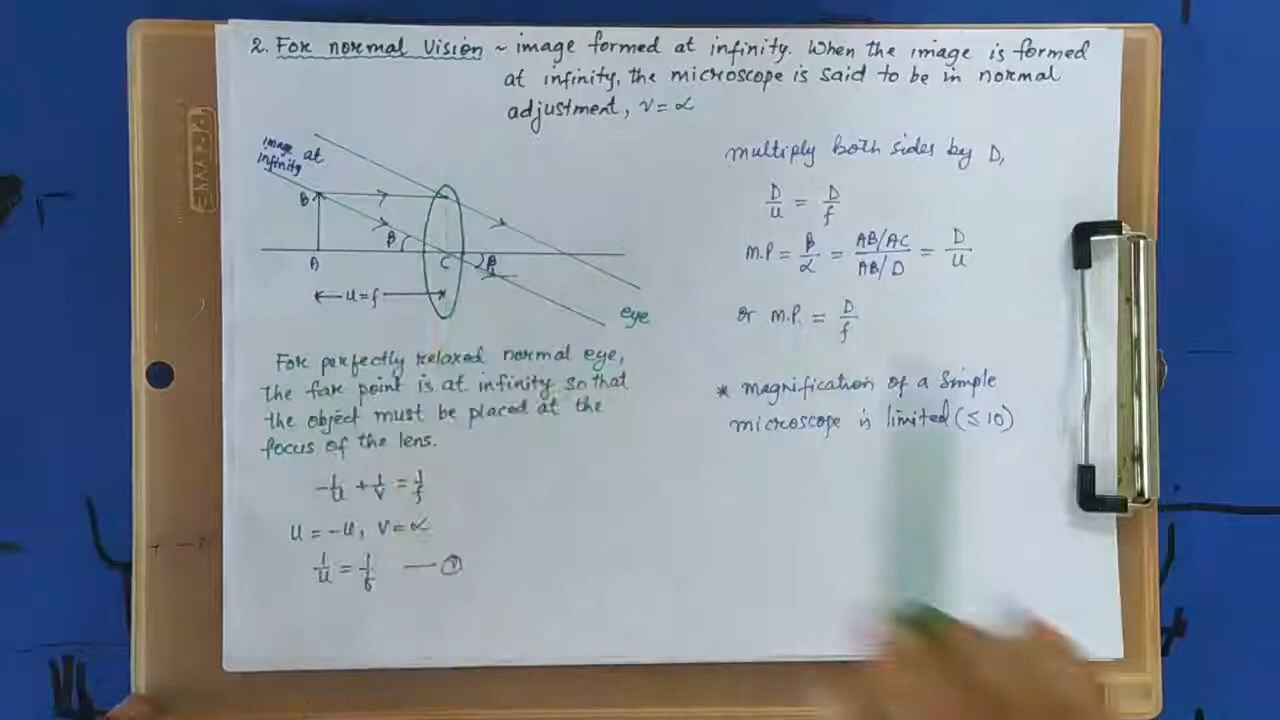 2. For normal vision ~ image formed at infinity. When the image is formed
at infinity, the microscope is said to be in normal
adjustment, v = α
image at
infinity
B
β
A
C
β
u = f
eye
For perfectly relaxed normal eye,
the far point is at infinity so that
the object must be placed at the
focus of the lens.
-1/u + 1/v = 1/f
u = -u, v = α
1/u = 1/f
multiply both sides by D,
D/u = D/f
M.P = β/α = (AB/AC)/(AB/D) = D/u
or M.P. = D/f
* magnification of a simple
microscope is limited (≤ 10)